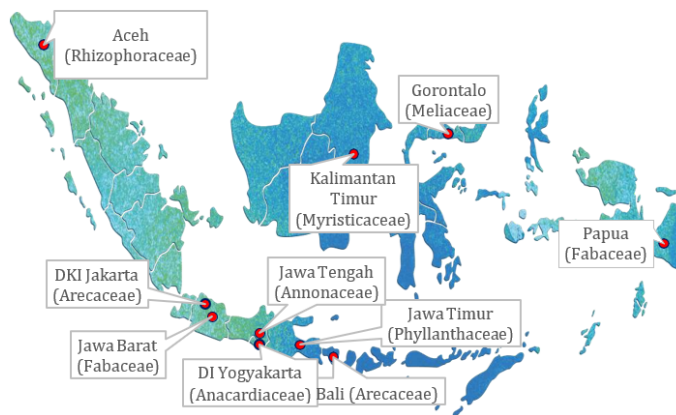 Aceh
(Rhizophoraceae)
Gorontalo
(Meliaceae)
Kalimantan
Timur
(Myristicaceae)
Papua
(Fabaceae)
DKI Jakarta
(Arecaceae)
Jawa Tengah
(Annonaceae)
Jawa Timur
(Phyllanthaceae)
Jawa Barat
(Fabaceae)
DI Yogyakarta
(Anacardiaceae)
Bali (Arecaceae)